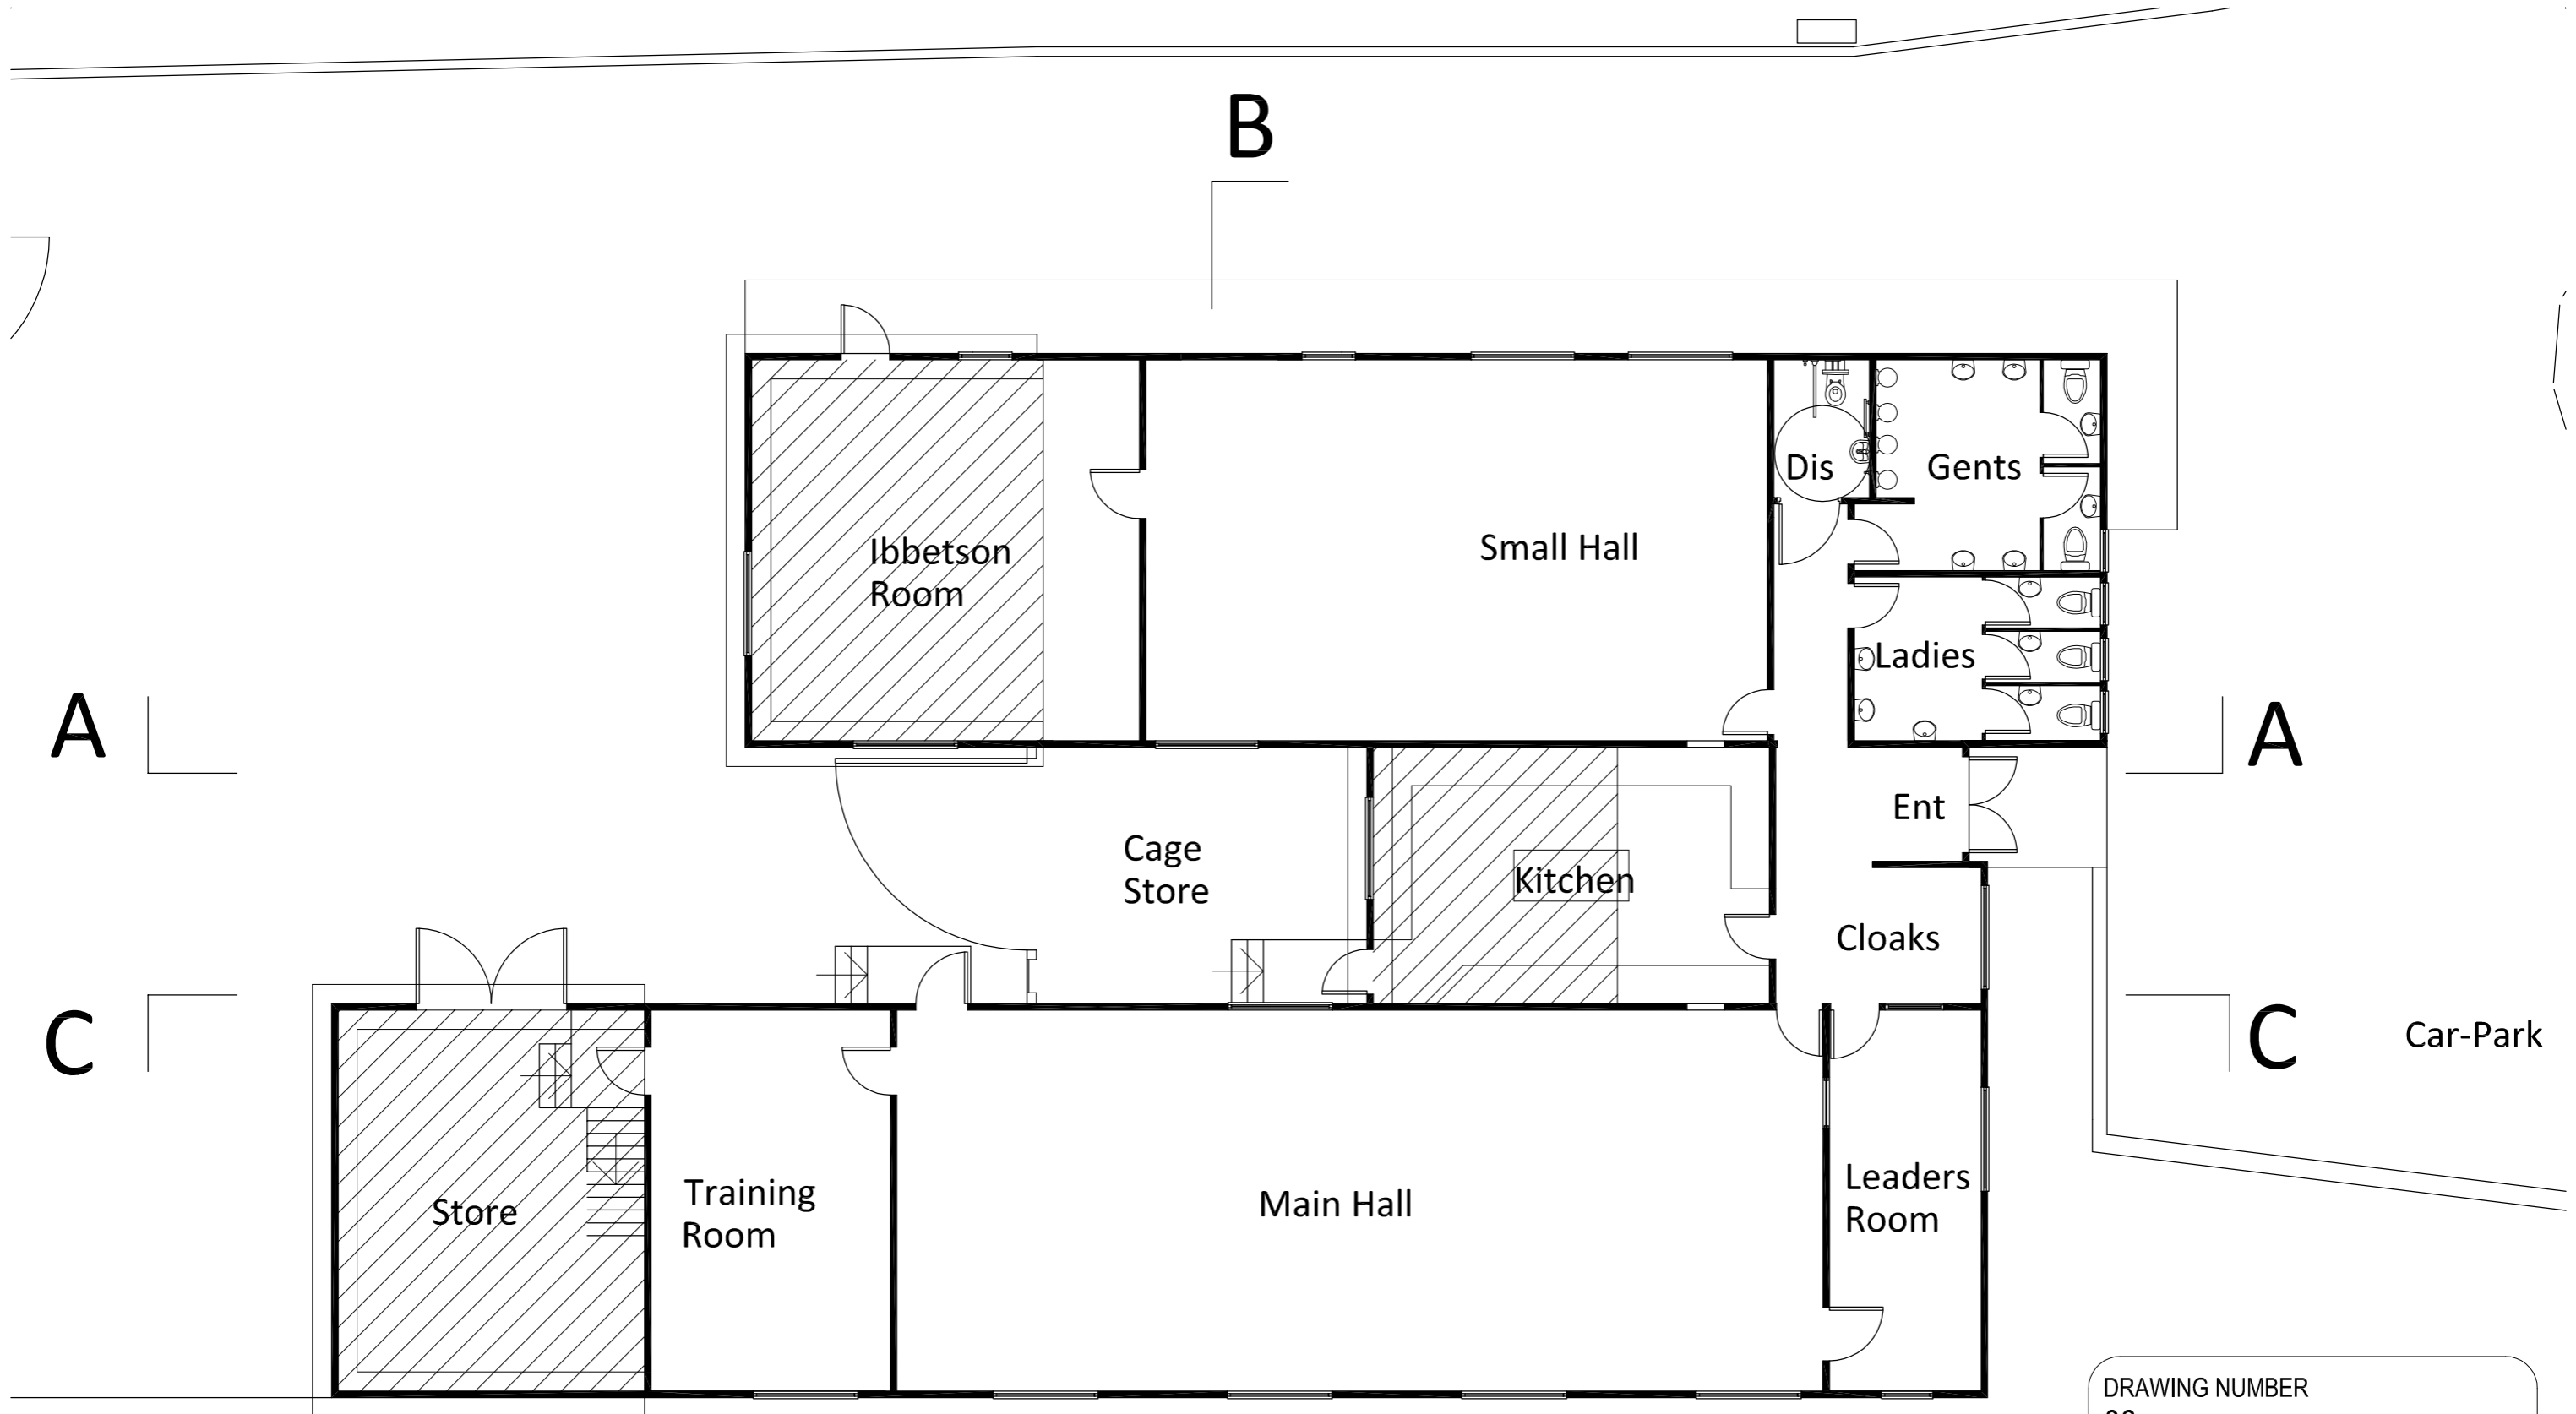 B
Dis
Gents
Ibbetson
Room
Small Hall
Ladies
A
A
Ent
Cage
Store
Kitchen
Cloaks
C
C
Car-Park
Store
Training
Room
Main Hall
Leaders
Room
DRAWING NUMBER